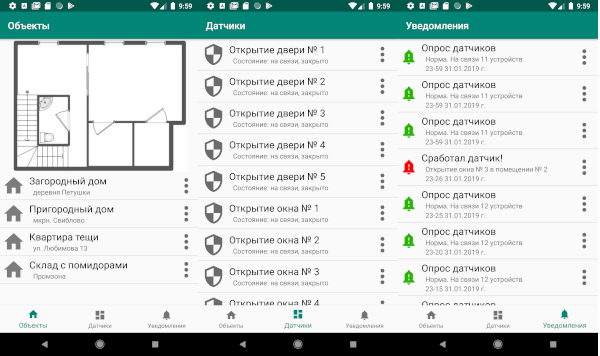 9:59
Объекты
Загородный дом
деревня Петушки
Пригородный дом
мкрн. Свиблово
Квартира тещи
ул. Любимова 13
Склад с помидорами
Промзона
Объекты
Датчики
Уведомления
9:59
Датчики
Открытие двери № 1
Состояние: на связи, закрыто
Открытие двери № 2
Состояние: на связи, закрыто
Открытие двери № 3
Состояние: на связи, закрыто
Открытие двери № 4
Состояние: на связи, закрыто
Открытие двери № 5
Состояние: на связи, закрыто
Открытие окна № 1
Состояние: на связи, закрыто
Открытие окна № 2
Состояние: на связи, закрыто
Открытие окна № 3
Состояние: на связи, закрыто
Открытие окна № 4
Объекты
Датчики
Уведомления
9:59
Уведомления
Опрос датчиков
Норма. На связи 11 устройств
23-59 31.01.2019 г.
Опрос датчиков
Норма. На связи 11 устройств
23-59 31.01.2019 г.
Опрос датчиков
Норма. На связи 11 устройств
23-59 31.01.2019 г.
Сработал датчик!
Открытие окна № 3 в помещении № 2
23-26 31.01.2019 г.
Опрос датчиков
Норма. На связи 12 устройств
23-25 31.01.2019 г.
Опрос датчиков
Норма. На связи 12 устройств
23-20 31.01.2019 г.
Опрос датчиков
Норма. На связи 12 устройств
23-15 31.01.2019 г.
Объекты
Датчики
Уведомления